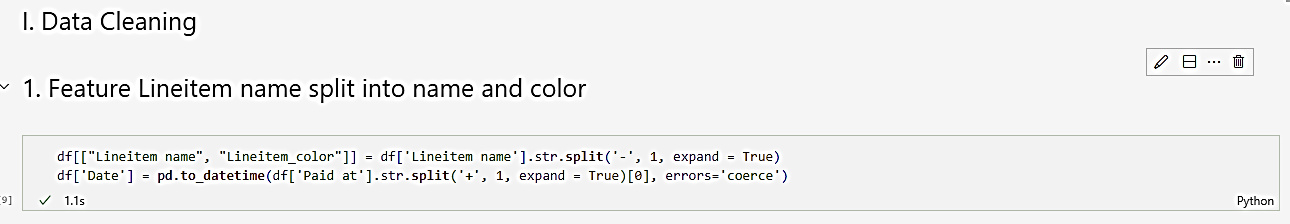 I. Data Cleaning
1. Feature Lineitem name split into name and color
df[["Lineitem name", "Lineitem_color"]] = df['Lineitem name'].str.split('-', 1, expand = True)
df['Date'] = pd.to_datetime(df['Paid at'].str.split('+', 1, expand = True)[0], errors='coerce')
9] ✓ 1.1s Python